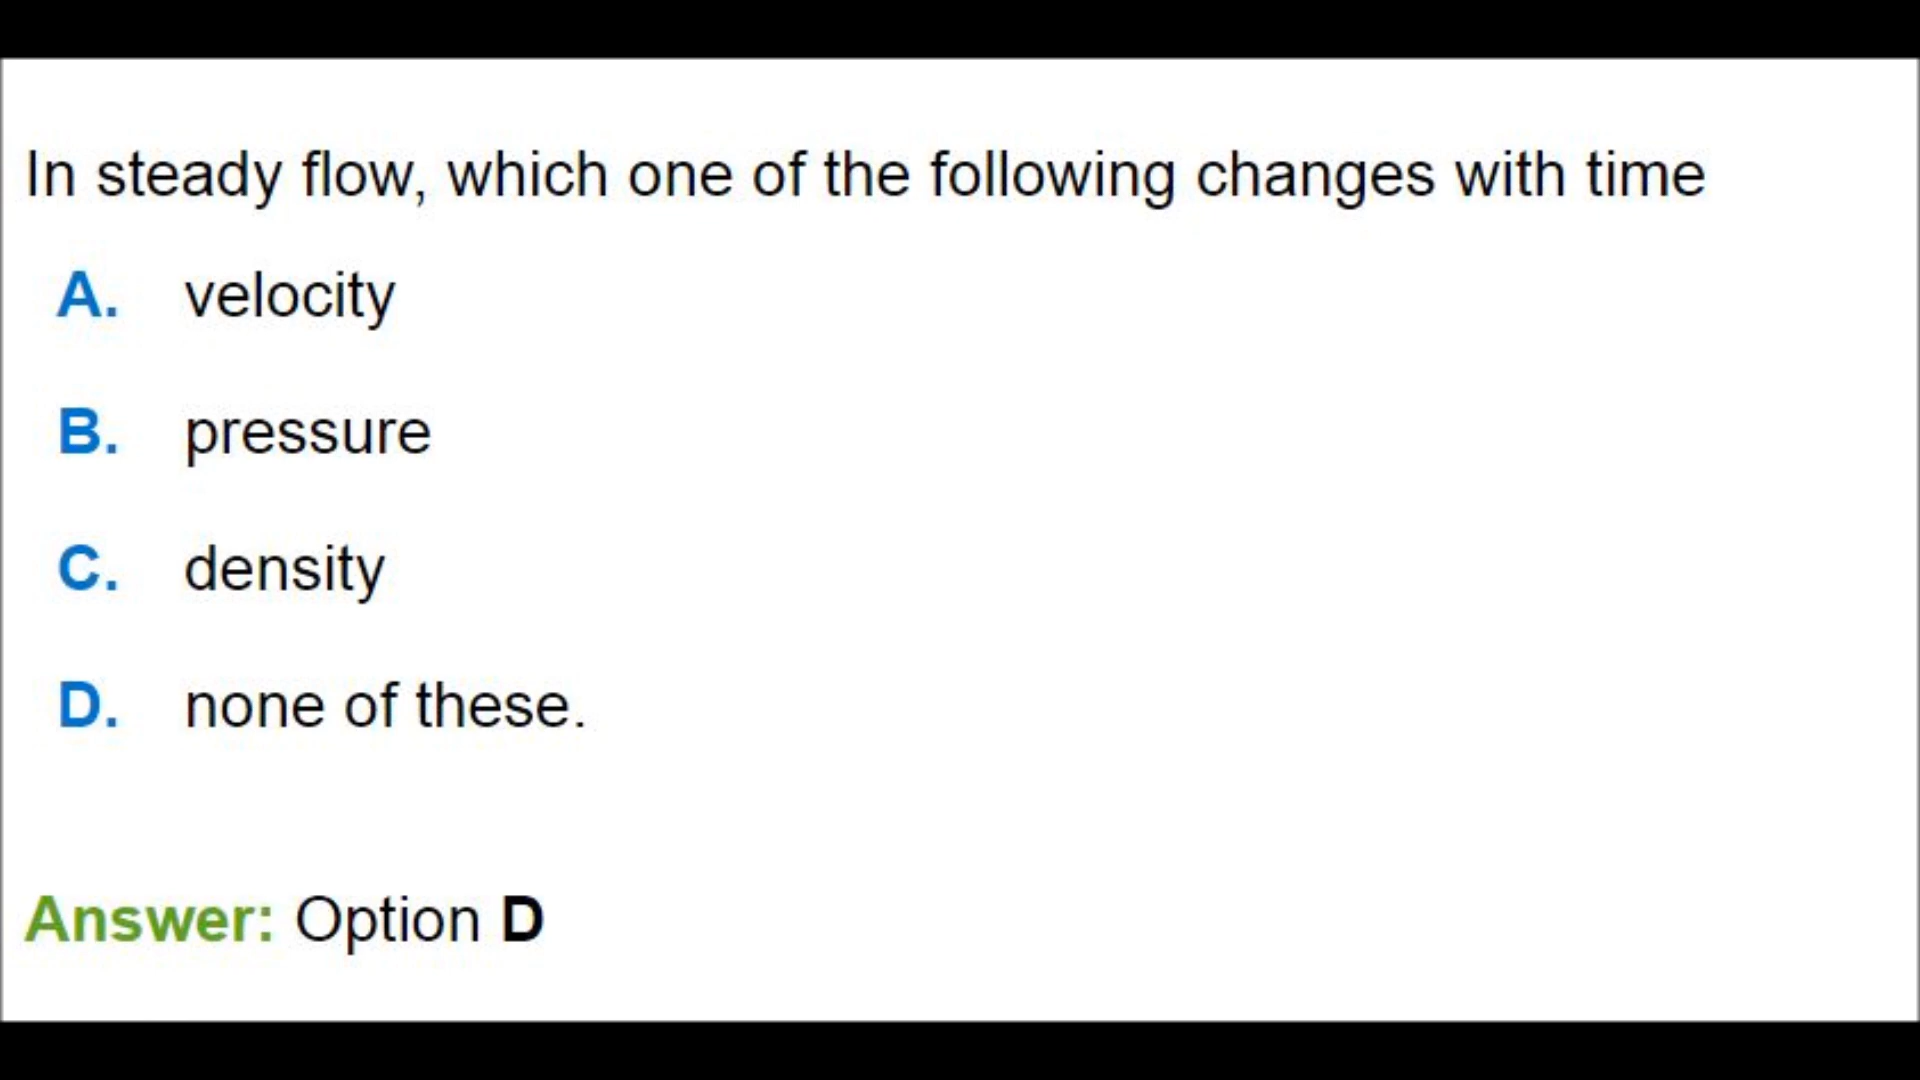 In steady flow, which one of the following changes with time
A. velocity
B. pressure
C. density
D. none of these.
Answer: Option D